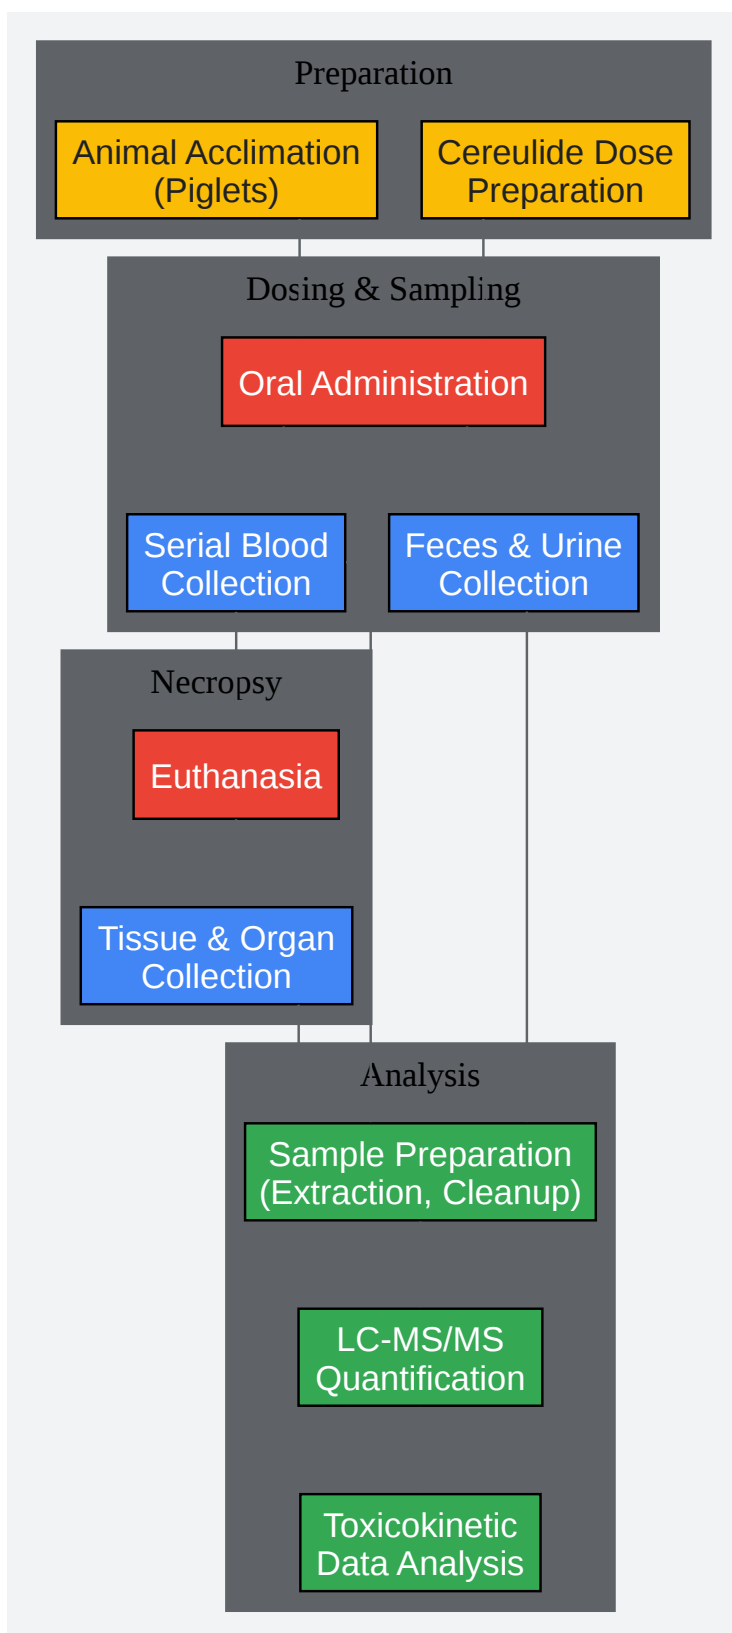 Preparation
Animal Acclimation
(Piglets)
Cereulide Dose
Preparation
Dosing & Sampling
Oral Administration
Serial Blood
Collection
Feces & Urine
Collection
Necropsy
Euthanasia
Tissue & Organ
Collection
Analysis
Sample Preparation
(Extraction, Cleanup)
LC-MS/MS
Quantification
Toxicokinetic
Data Analysis